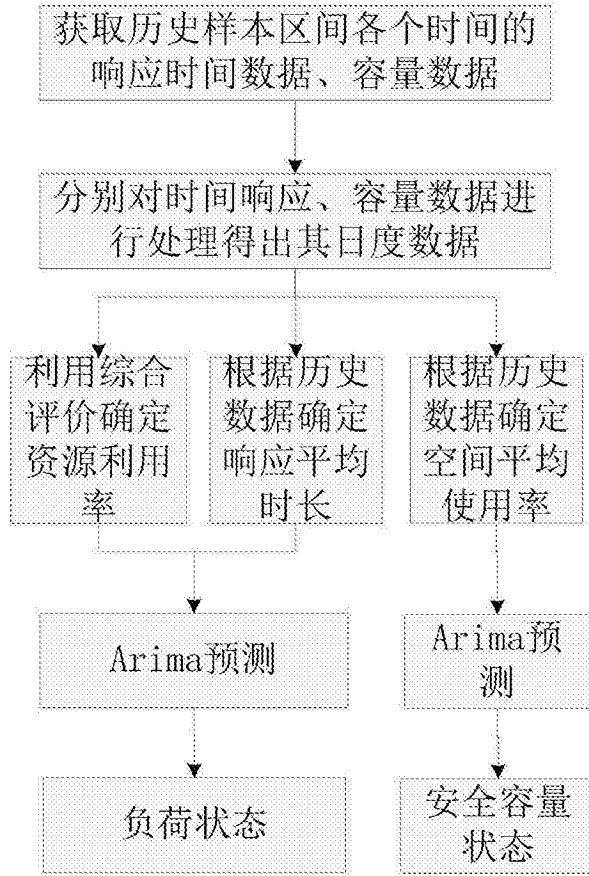 获取历史样本区间各个时间的
响应时间数据、容量数据
分别对时间响应、容量数据进
行处理得出其日度数据
利用综合
评价确定
资源利用
率
根据历史
数据确定
响应平均
时长
根据历史
数据确定
空间平均
使用率
Arima预测
Arima预
测
负荷状态
安全容量
状态